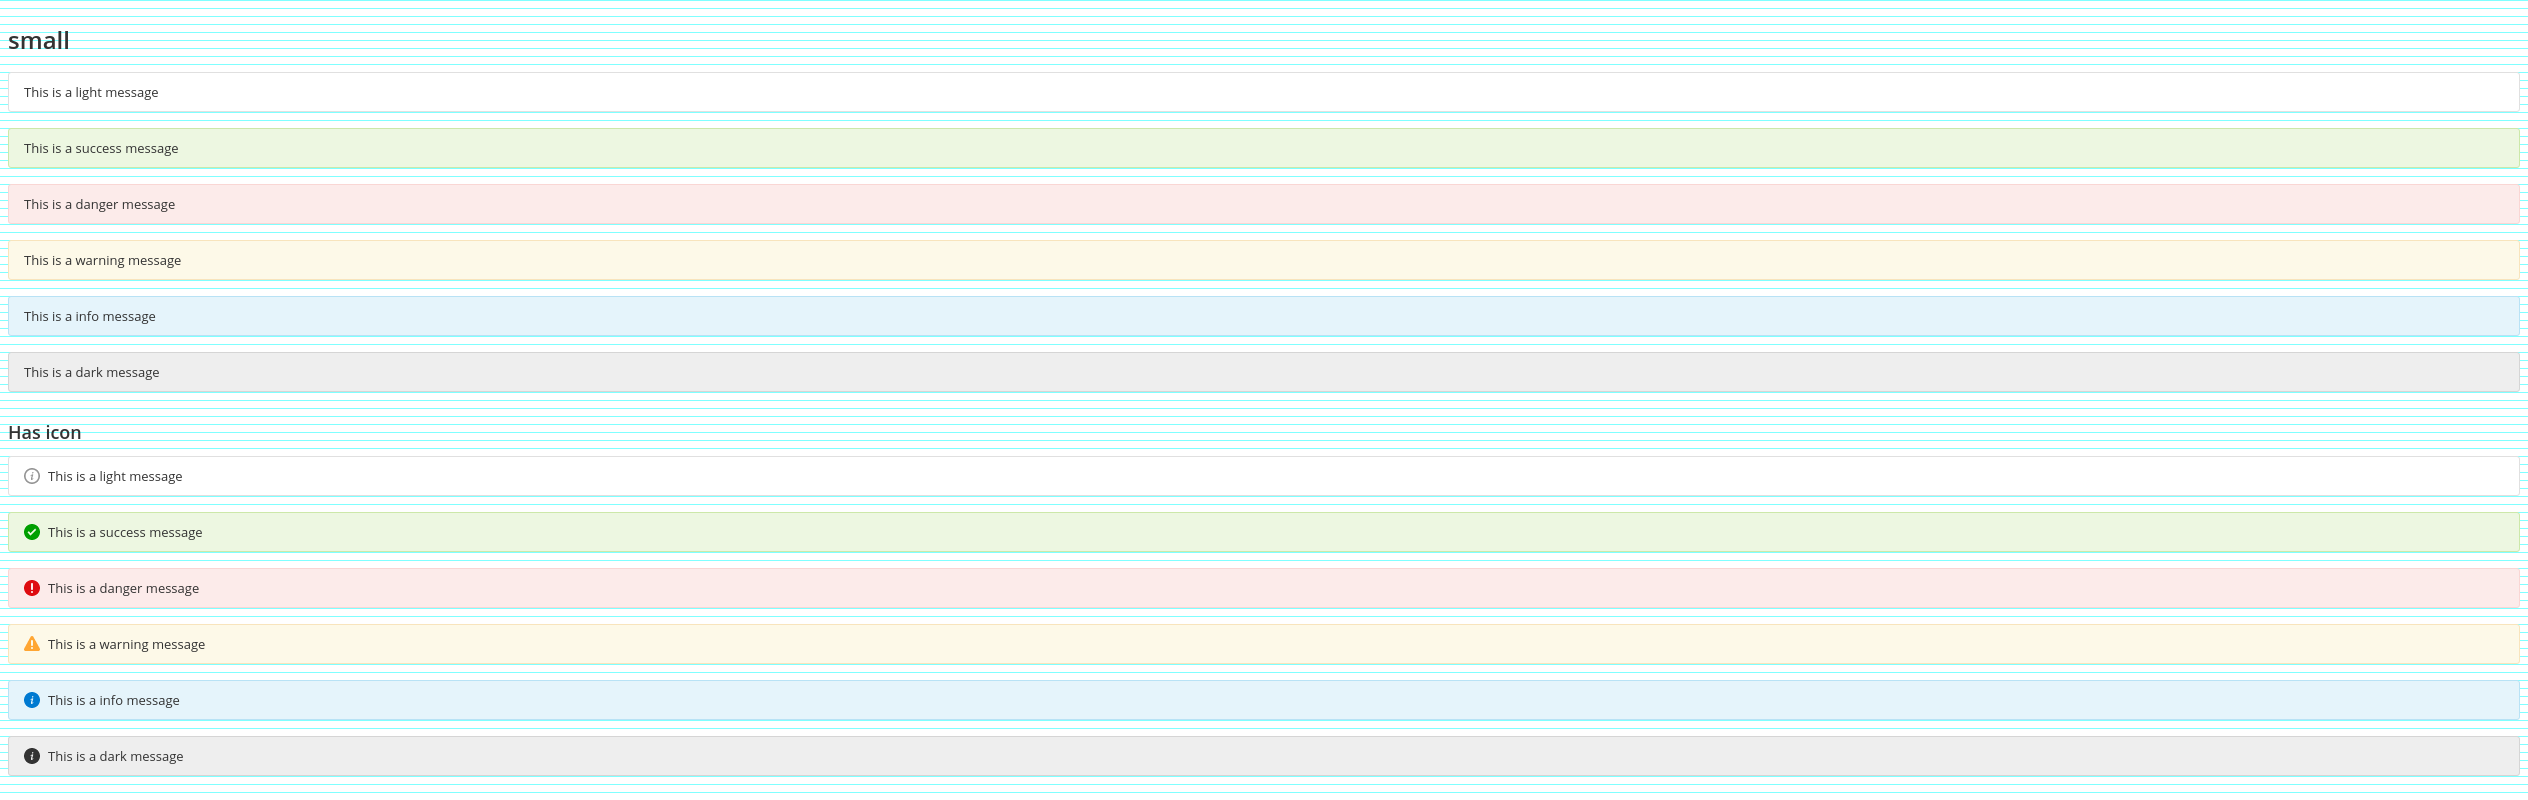 small
This is a light message
This is a success message
This is a danger message
This is a warning message
This is a info message
This is a dark message
Has icon
This is a light message
This is a success message
This is a danger message
This is a warning message
This is a info message
This is a dark message